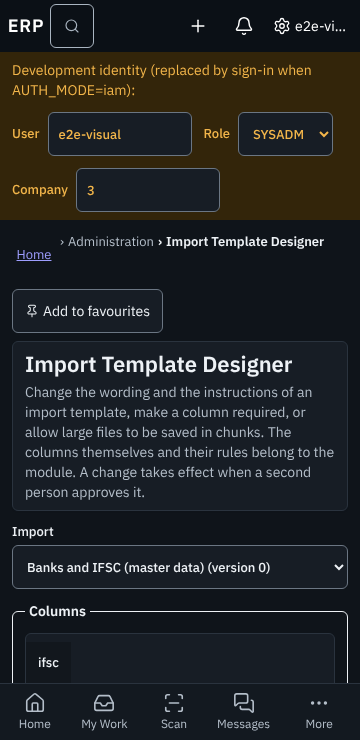 ERP
e2e-vi...
Development identity (replaced by sign-in when
AUTH_MODE=iam):
User e2e-visual Role SYSADM
Company 3
Home › Administration › Import Template Designer
Add to favourites
Import Template Designer
Change the wording and the instructions of an
import template, make a column required, or
allow large files to be saved in chunks. The
columns themselves and their rules belong to the
module. A change takes effect when a second
person approves it.
Import
Banks and IFSC (master data) (version 0)
Columns
ifsc
Home My Work Scan Messages More